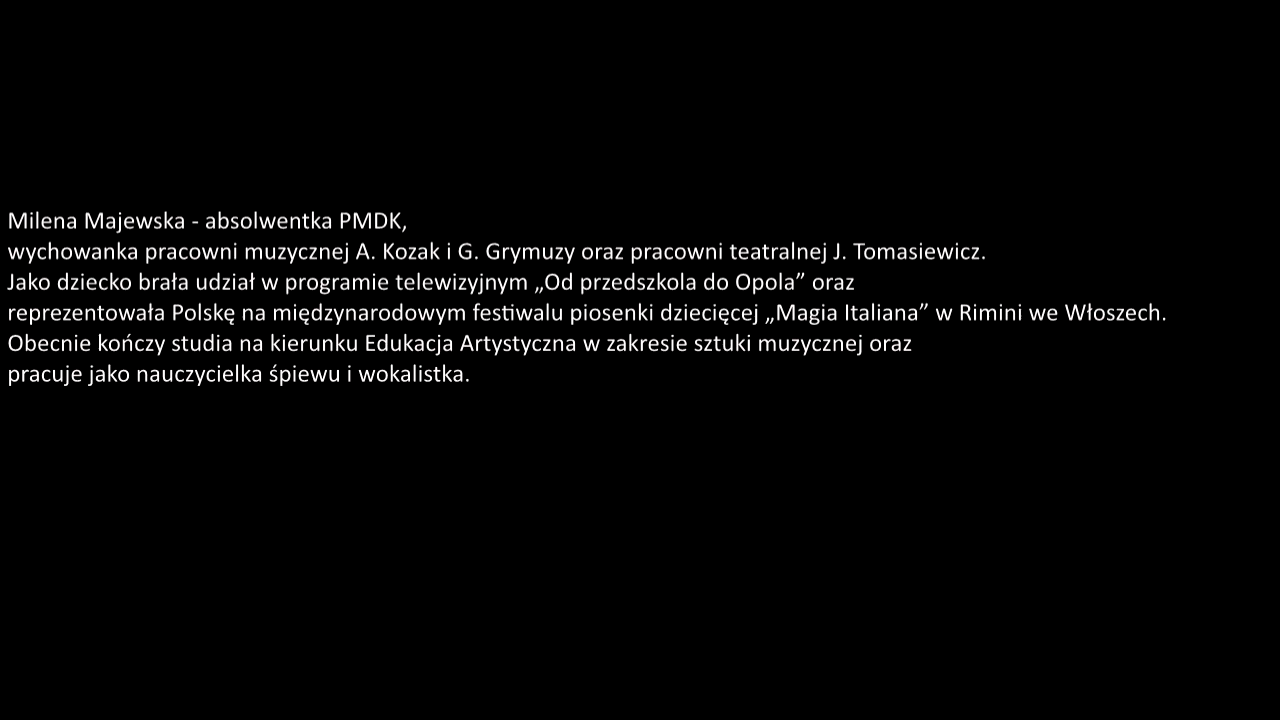 Milena Majewska - absolwentka PMDK,
wychowanka pracowni muzycznej A. Kozak i G. Grymuzy oraz pracowni teatralnej J. Tomasiewicz.
Jako dziecko brała udział w programie telewizyjnym „Od przedszkola do Opola” oraz
reprezentowała Polskę na międzynarodowym festiwalu piosenki dziecięcej „Magia Italiana” w Rimini we Włoszech.
Obecnie kończy studia na kierunku Edukacja Artystyczna w zakresie sztuki muzycznej oraz
pracuje jako nauczycielka śpiewu i wokalistka.